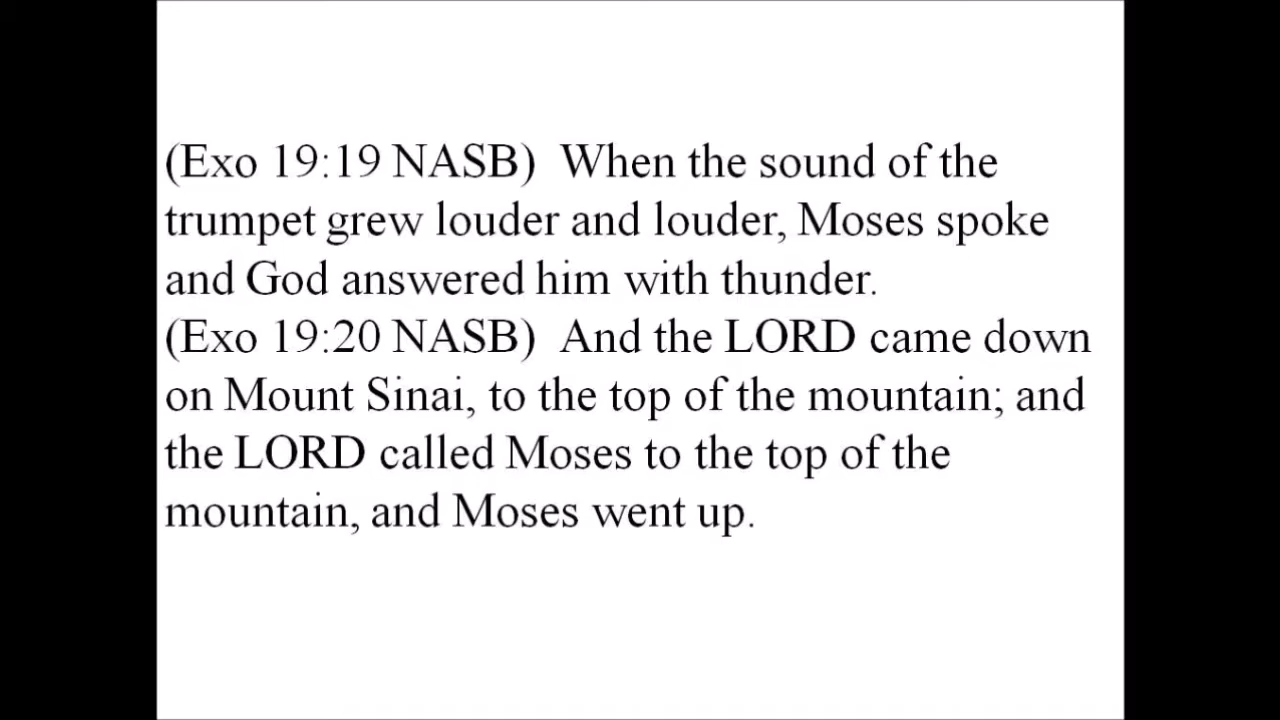 (Exo 19:19 NASB)  When the sound of the
trumpet grew louder and louder, Moses spoke
and God answered him with thunder.
(Exo 19:20 NASB)  And the LORD came down
on Mount Sinai, to the top of the mountain; and
the LORD called Moses to the top of the
mountain, and Moses went up.